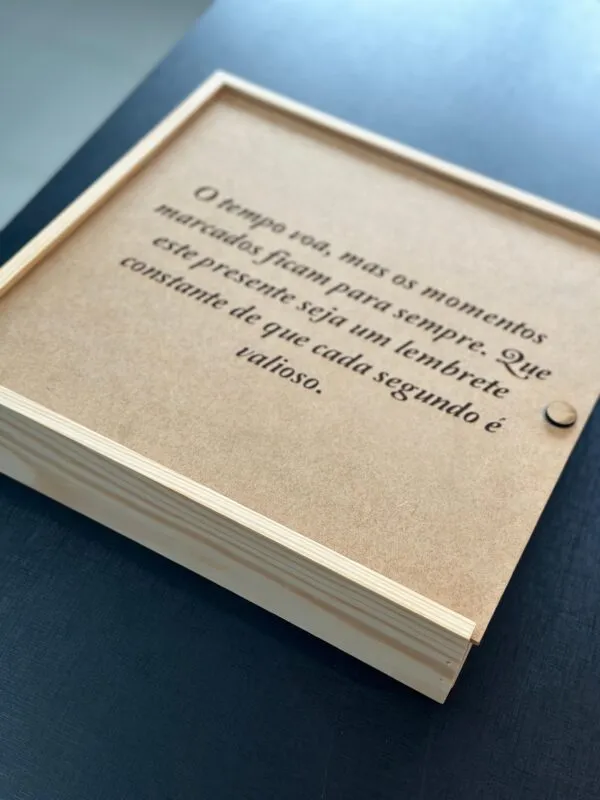 O tempo voa, mas os momentos
marcados ficam para sempre. Que
este presente seja um lembrete
constante de que cada segundo é
valioso.